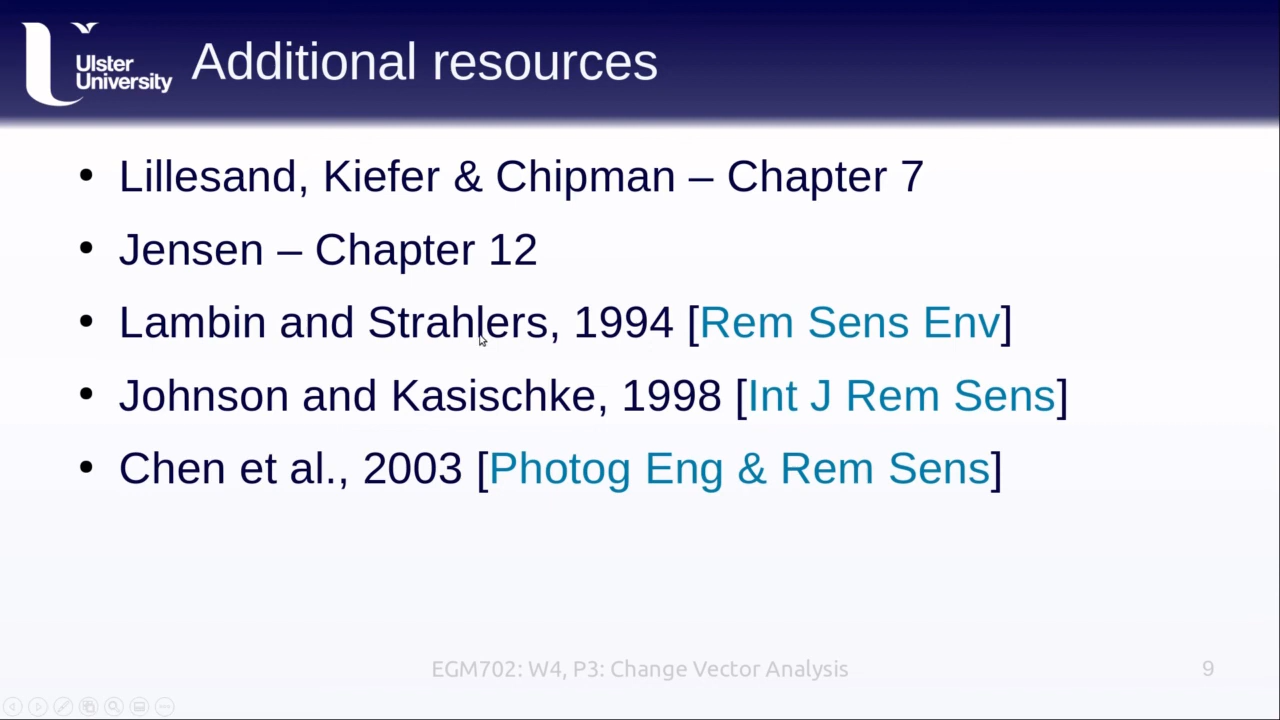 Ulster
University
Additional resources
• Lillesand, Kiefer & Chipman – Chapter 7
• Jensen – Chapter 12
• Lambin and Strahlers, 1994 [Rem Sens Env]
• Johnson and Kasischke, 1998 [Int J Rem Sens]
• Chen et al., 2003 [Photog Eng & Rem Sens]
EGM702: W4, P3: Change Vector Analysis
9